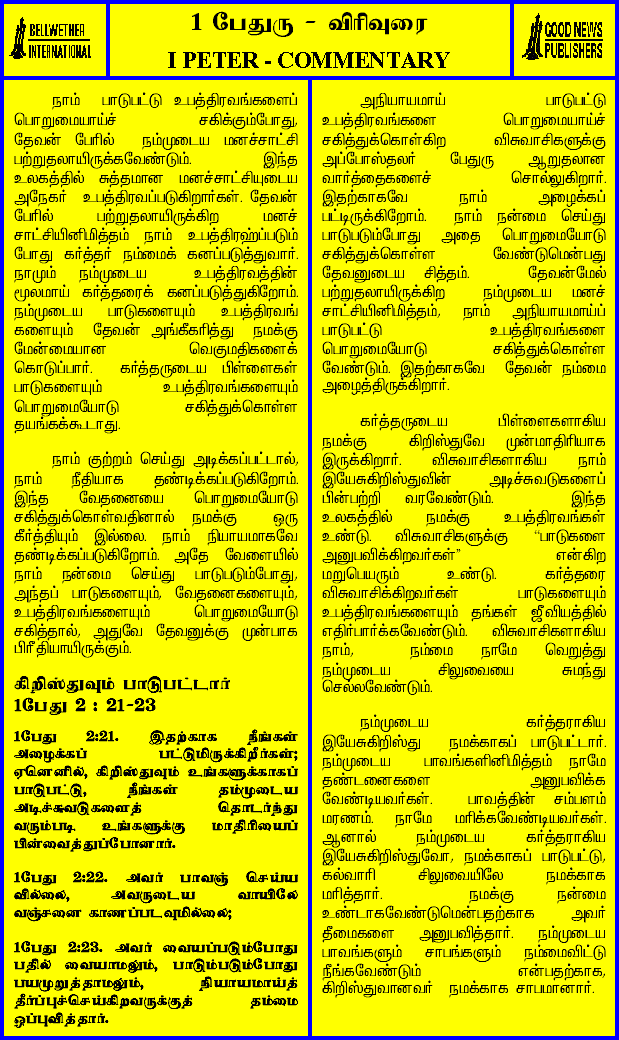 BELLWETHER
INTERNATIONAL
1 பேதுரு - விரிவுரை
I PETER - COMMENTARY
GOOD NEWS
PUBLISHERS
நாம் பாடுபட்டு உபத்திரவங்களைப்
பொறுமையாய்ச் சகிக்கும்போது,
தேவன் பேரில் நம்முடைய மனச்சாட்சி
பற்றுதலாயிருக்கவேண்டும். இந்த
உலகத்தில் சுத்தமான மனச்சாட்சியுடைய
அநேகர் உபத்திரவப்படுகிறார்கள். தேவன்
பேரில் பற்றுதலாயிருக்கிற மனச்
சாட்சியினிமித்தம் நாம் உபத்திரஹ்படும்
போது கர்த்தர் நம்மைக் கனப்படுத்துவார்.
நாமும் நம்முடைய உபத்திரவத்தின்
மூலமாய் கர்த்தரைக் கனப்படுத்துகிறோம்.
நம்முடைய பாடுகளையும் உபத்திரவங்
களையும் தேவன் அங்கீகரித்து நமக்கு
மேன்மையான வெகுமதிகளைக்
கொடுப்பார். கர்த்தருடைய பிள்ளைகள்
பாடுகளையும் உபத்திரவங்களையும்
பொறுமையோடு சகித்துக்கொள்ள
தயங்கக்கூடாது.
நாம் குற்றம் செய்து அடிக்கப்பட்டால்,
நாம் நீதியாக தண்டிக்கப்படுகிறோம்.
இந்த வேதனையை பொறுமையோடு
சகித்துக்கொள்வதினால் நமக்கு ஒரு
கீர்த்தியும் இல்லை. நாம் நியாயமாகவே
தண்டிக்கப்படுகிறோம். அதே வேளையில்
நாம் நன்மை செய்து பாடுபடும்போது,
அந்தப் பாடுகளையும், வேதனைகளையும்,
உபத்திரவங்களையும் பொறுமையோடு
சகித்தால், அதுவே தேவனுக்கு முன்பாக
பிரீதியாயிருக்கும்.
கிறிஸ்துவும் பாடுபட்டார்
1பேது 2 : 21-23
1பேது 2:21. இதற்காக நீங்கள்
அழைக்கப் பட்டுமிருக்கிறீர்கள்;
ஏனெனில், கிறிஸ்துவும் உங்களுக்காகப்
பாடுபட்டு, நீங்கள் தம்முடைய
அடிச்சுவடுகளைத் தொடர்ந்து
வரும்படி உங்களுக்கு மாதிரியைப்
பின்வைத்துப்போனார்.
1பேது 2:22. அவர் பாவஞ் செய்ய
வில்லை, அவருடைய வாயிலே
வஞ்சனை காணப்படவுமில்லை;
1பேது 2:23. அவர் வையப்படும்போது
பதில் வையாமலும், பாடும்படும்போது
பயமுறுத்தாமலும், நியாயமாய்த்
தீர்ப்புச்செய்கிறவருக்குத் தம்மை
ஒப்புவித்தார்.
அநியாயமாய் பாடுபட்டு
உபத்திரவங்களை பொறுமையாய்ச்
சகித்துக்கொள்கிற விசுவாசிகளுக்கு
அப்போஸ்தலர் பேதுரு ஆறுதலான
வார்த்தைகளைச் சொல்லுகிறார்.
இதற்காகவே நாம் அழைக்கப்
பட்டிருக்கிறோம். நாம் நன்மை செய்து
பாடுபடும்போது அதை பொறுமையோடு
சகித்துக்கொள்ள வேண்டுமென்பது
தேவனுடைய சித்தம். தேவன்மேல்
பற்றுதலாயிருக்கிற நம்முடைய மனச்
சாட்சியினிமித்தம், நாம் அநியாயமாய்ப்
பாடுபட்டு உபத்திரவங்களை
பொறுமையோடு சகித்துக்கொள்ள
வேண்டும். இதற்காகவே தேவன் நம்மை
அழைத்திருக்கிறார்.
கர்த்தருடைய பிள்ளைகளாகிய
நமக்கு கிறிஸ்துவே முன்மாதிரியாக
இருக்கிறார். விசுவாசிகளாகிய நாம்
இயேசுகிறிஸ்துவின் அடிச்சுவடுகளைப்
பின்பற்றி வரவேண்டும். இந்த
உலகத்தில் நமக்கு உபத்திரவங்கள்
உண்டு. விசுவாசிகளுக்கு “பாடுகளை
அனுபவிக்கிறவர்கள்” என்கிற
மறுபெயரும் உண்டு. கர்த்தரை
விசுவாசிக்கிறவர்கள் பாடுகளையும்
உபத்திரவங்களையும் தங்கள் ஜீவியத்தில்
எதிர்பார்க்கவேண்டும். விசுவாசிகளாகிய
நாம், நம்மை நாமே வெறுத்து
நம்முடைய சிலுவையை சுமந்து
செல்லவேண்டும்.
நம்முடைய கர்த்தராகிய
இயேசுகிறிஸ்து நமக்காகப் பாடுபட்டார்.
நம்முடைய பாவங்களினிமித்தம் நாமே
தண்டனைகளை அனுபவிக்க
வேண்டியவர்கள். பாவத்தின் சம்பளம்
மரணம். நாமே மரிக்கவேண்டியவர்கள்.
ஆனால் நம்முடைய கர்த்தராகிய
இயேசுகிறிஸ்துவோ, நமக்காகப் பாடுபட்டு,
கல்வாரி சிலுவையிலே நமக்காக
மரித்தார். நமக்கு நன்மை
உண்டாகவேண்டுமென்பதற்காக அவர்
தீமைகளை அனுபவித்தார். நம்முடைய
பாவங்களும் சாபங்களும் நம்மைவிட்டு
நீங்கவேண்டும் என்பதற்காக,
கிறிஸ்துவானவர் நமக்காக சாபமானார்.